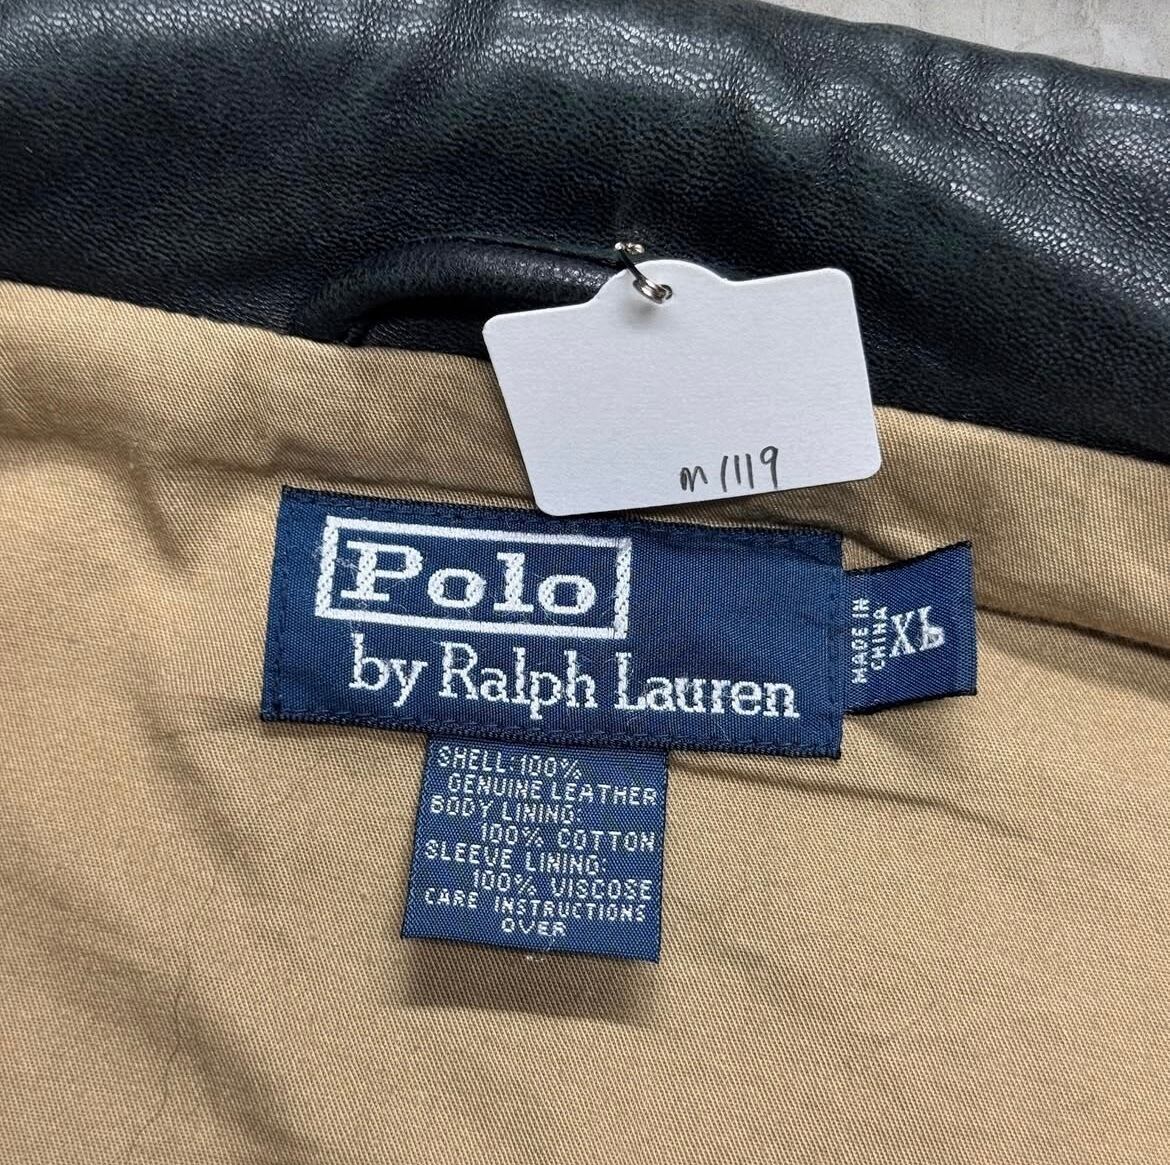 m1119
Polo
by Ralph Lauren
MADE IN
CHINA
XL
SHELL:100%
GENUINE LEATHER
BODY LINING:
100% COTTON
SLEEVE LINING:
100% VISCOSE
CARE INSTRUCTIONS
OVER